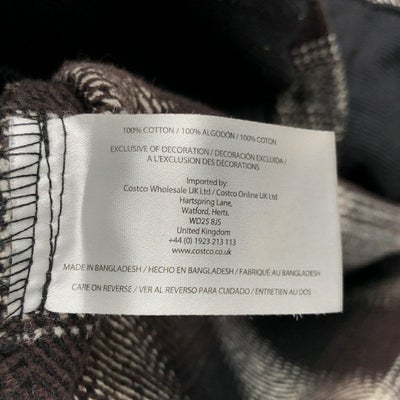 100% COTTON / 100% ALGODÓN / 100% COTON
EXCLUSIVE OF DECORATION / DECORACIÓN EXCLUIDA /
A L'EXCLUSION DES DÉCORATIONS
Imported by:
Costco Wholesale UK Ltd / Costco Online UK Ltd
Hartspring Lane,
Watford, Herts.
WD25 8JS
United Kingdom
+44 (0) 1923 213 113
www.costco.co.uk
MADE IN BANGLADESH / HECHO EN BANGLADESH / FABRIQUÉ AU BANGLADESH
CARE ON REVERSE / VER AL REVERSO PARA CUIDADO / ENTRETIEN AU DOS